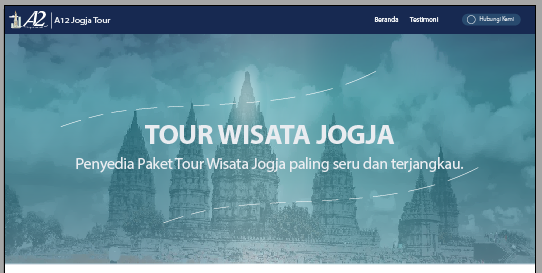 A2 A12 Jogja Tour
Beranda Testimoni Hubungi Kami
TOUR WISATA JOGJA
Penyedia Paket Tour Wisata Jogja paling seru dan terjangkau.